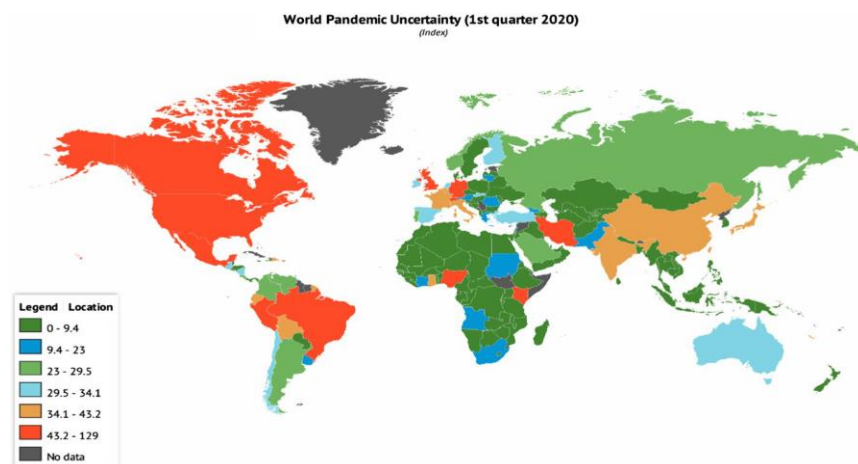 World Pandemic Uncertainty (1st quarter 2020)
(Index)
Legend Location
0 - 9.4
9.4 - 23
23 - 29.5
29.5 - 34.1
34.1 - 43.2
43.2 - 129
No data